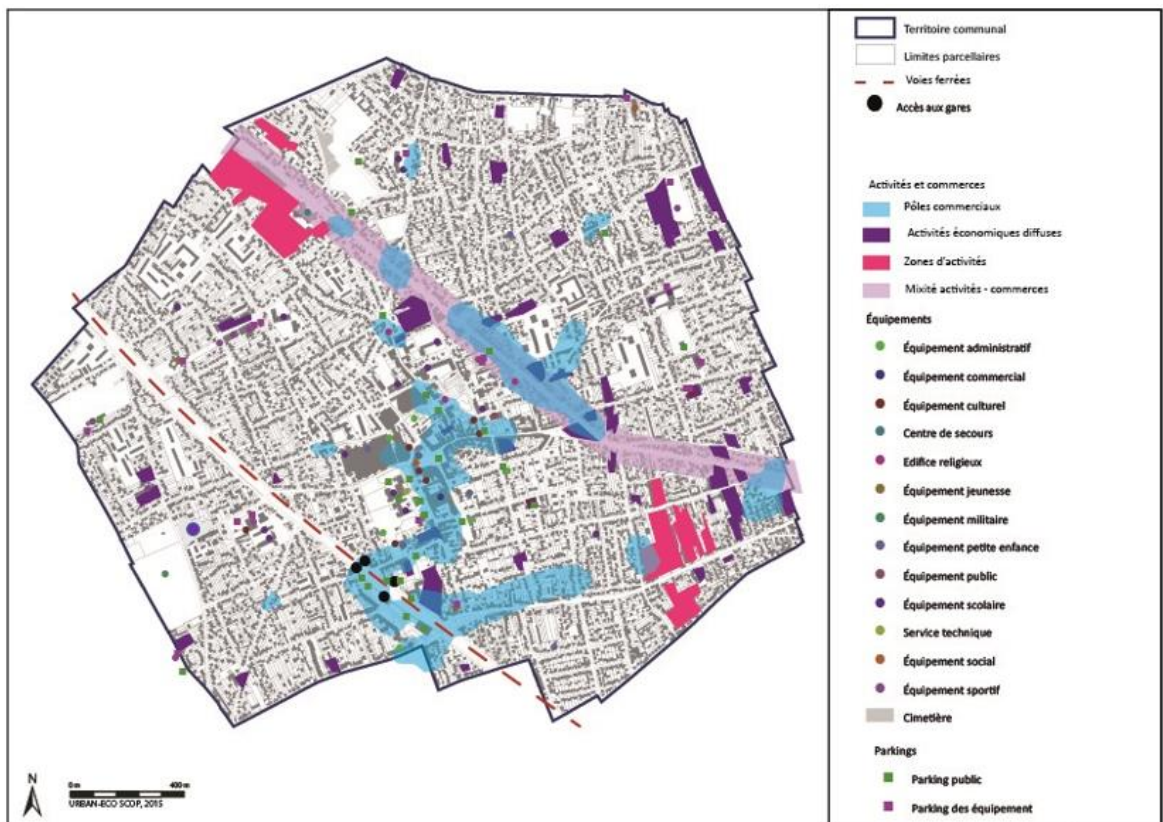 Territoire communal
Limites parcellaires
Voies ferrées
Accès aux gares
Activités et commerces
Pôles commerciaux
Activités économiques diffuses
Zones d'activités
Mixité activités - commerces
Équipements
Équipement administratif
Équipement commercial
Équipement culturel
Centre de secours
Edifice religieux
Équipement jeunesse
Équipement militaire
Équipement petite enfance
Équipement public
Équipement scolaire
Service technique
Équipement social
Équipement sportif
Cimetière
Parkings
Parking public
Parking des équipement
N
0 m 400 m
URBAN-ECO SCOP, 2015